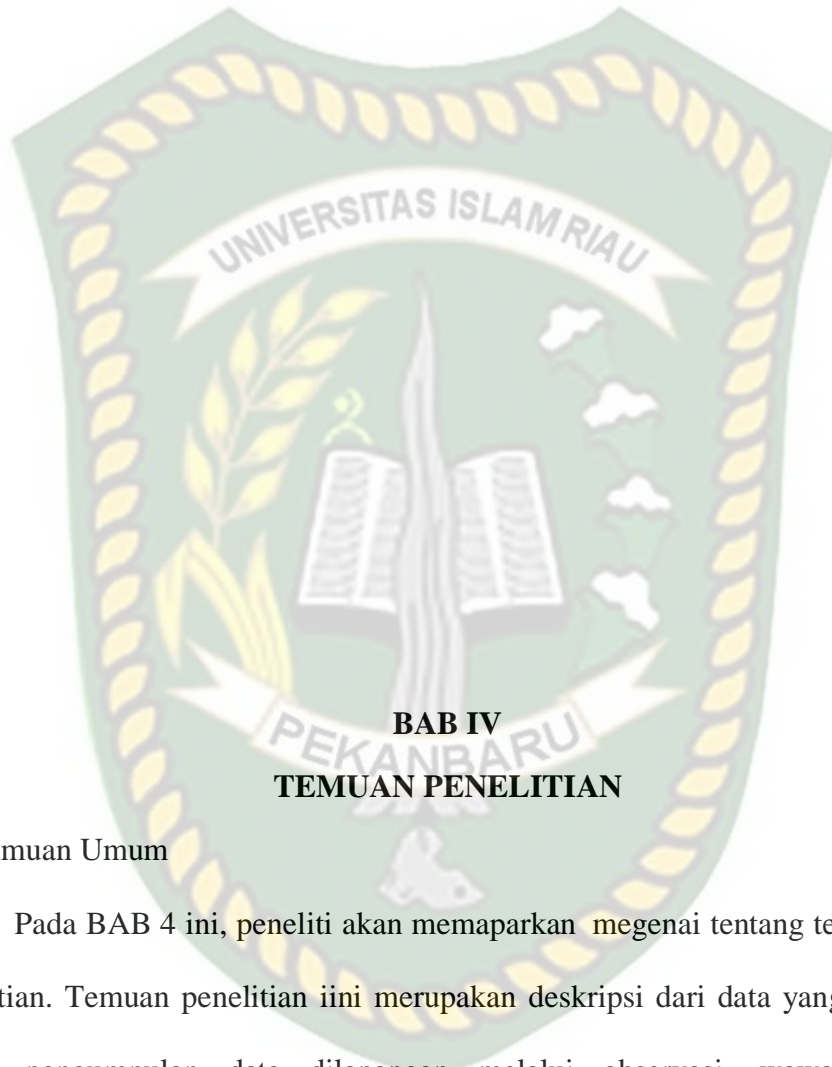 UNIVERSITAS ISLAM RIAU
PEKANBARU
BAB IV
TEMUAN PENELITIAN
muan Umum
Pada BAB 4 ini, peneliti akan memaparkan megenai tentang te
tian. Temuan penelitian iini merupakan deskripsi dari data yang